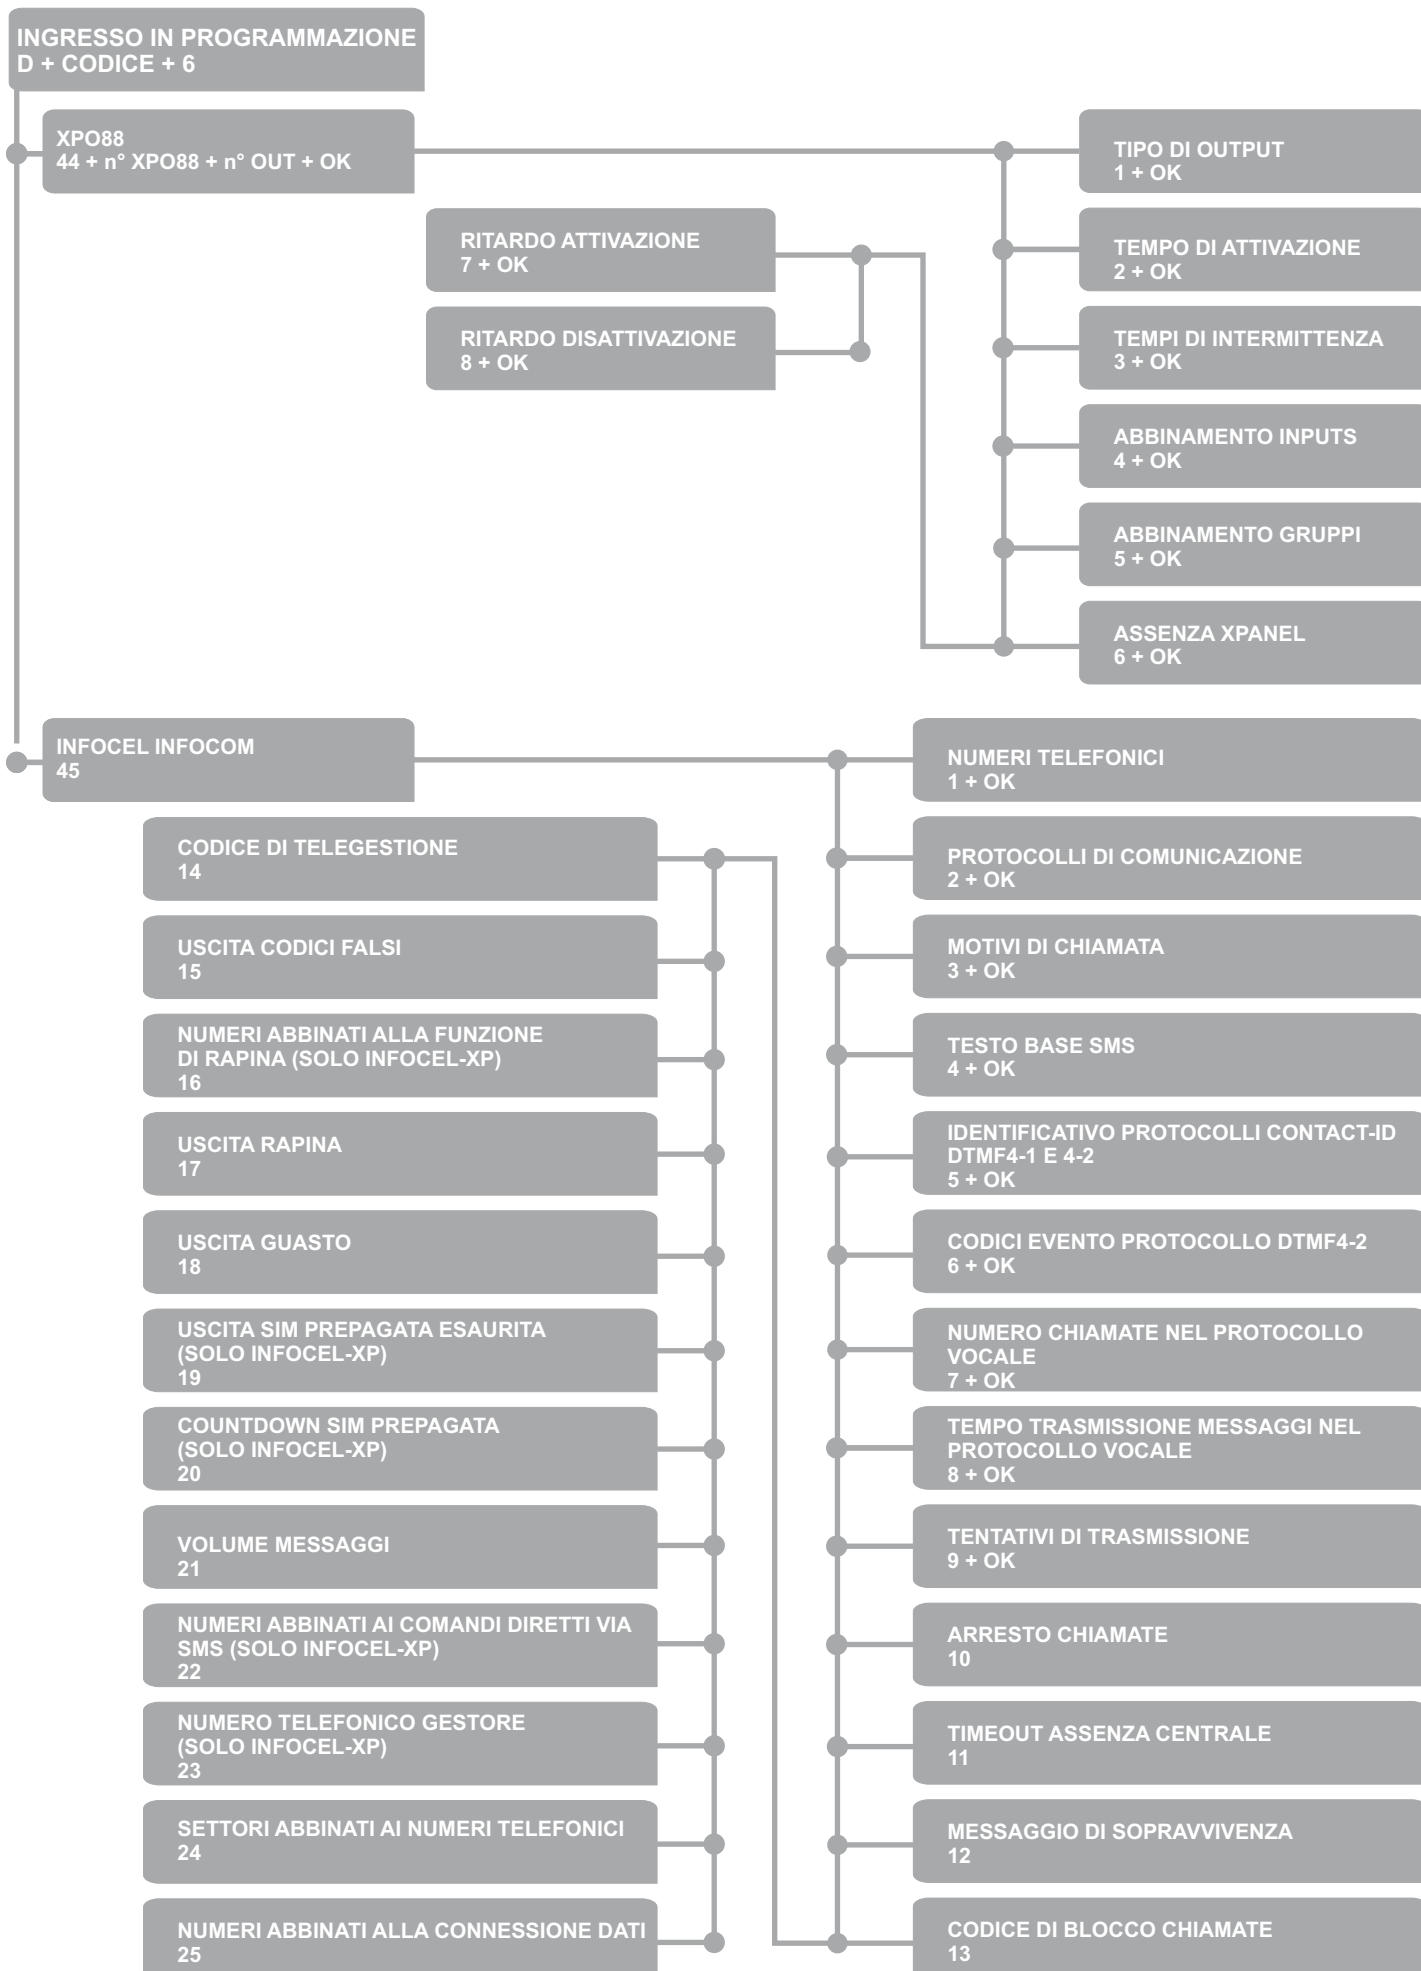 INGRESSO IN PROGRAMMAZIONE
D + CODICE + 6
XPO88
44 + n° XPO88 + n° OUT + OK
TIPO DI OUTPUT
1 + OK
TEMPO DI ATTIVAZIONE
2 + OK
TEMPI DI INTERMITTENZA
3 + OK
ABBINAMENTO INPUTS
4 + OK
ABBINAMENTO GRUPPI
5 + OK
ASSENZA XPANEL
6 + OK
RITARDO ATTIVAZIONE
7 + OK
RITARDO DISATTIVAZIONE
8 + OK
INFOCEL INFOCOM
45
NUMERI TELEFONICI
1 + OK
PROTOCOLLI DI COMUNICAZIONE
2 + OK
MOTIVI DI CHIAMATA
3 + OK
TESTO BASE SMS
4 + OK
IDENTIFICATIVO PROTOCOLLI CONTACT-ID
DTMF4-1 E 4-2
5 + OK
CODICI EVENTO PROTOCOLLO DTMF4-2
6 + OK
NUMERO CHIAMATE NEL PROTOCOLLO
VOCALE
7 + OK
TEMPO TRASMISSIONE MESSAGGI NEL
PROTOCOLLO VOCALE
8 + OK
TENTATIVI DI TRASMISSIONE
9 + OK
ARRESTO CHIAMATE
10
TIMEOUT ASSENZA CENTRALE
11
MESSAGGIO DI SOPRAVVIVENZA
12
CODICE DI BLOCCO CHIAMATE
13
CODICE DI TELEGESTIONE
14
USCITA CODICI FALSI
15
NUMERI ABBINATI ALLA FUNZIONE
DI RAPINA (SOLO INFOCEL-XP)
16
USCITA RAPINA
17
USCITA GUASTO
18
USCITA SIM PREPAGATA ESAURITA
(SOLO INFOCEL-XP)
19
COUNTDOWN SIM PREPAGATA
(SOLO INFOCEL-XP)
20
VOLUME MESSAGGI
21
NUMERI ABBINATI AI COMANDI DIRETTI VIA
SMS (SOLO INFOCEL-XP)
22
NUMERO TELEFONICO GESTORE
(SOLO INFOCEL-XP)
23
SETTORI ABBINATI AI NUMERI TELEFONICI
24
NUMERI ABBINATI ALLA CONNESSIONE DATI
25